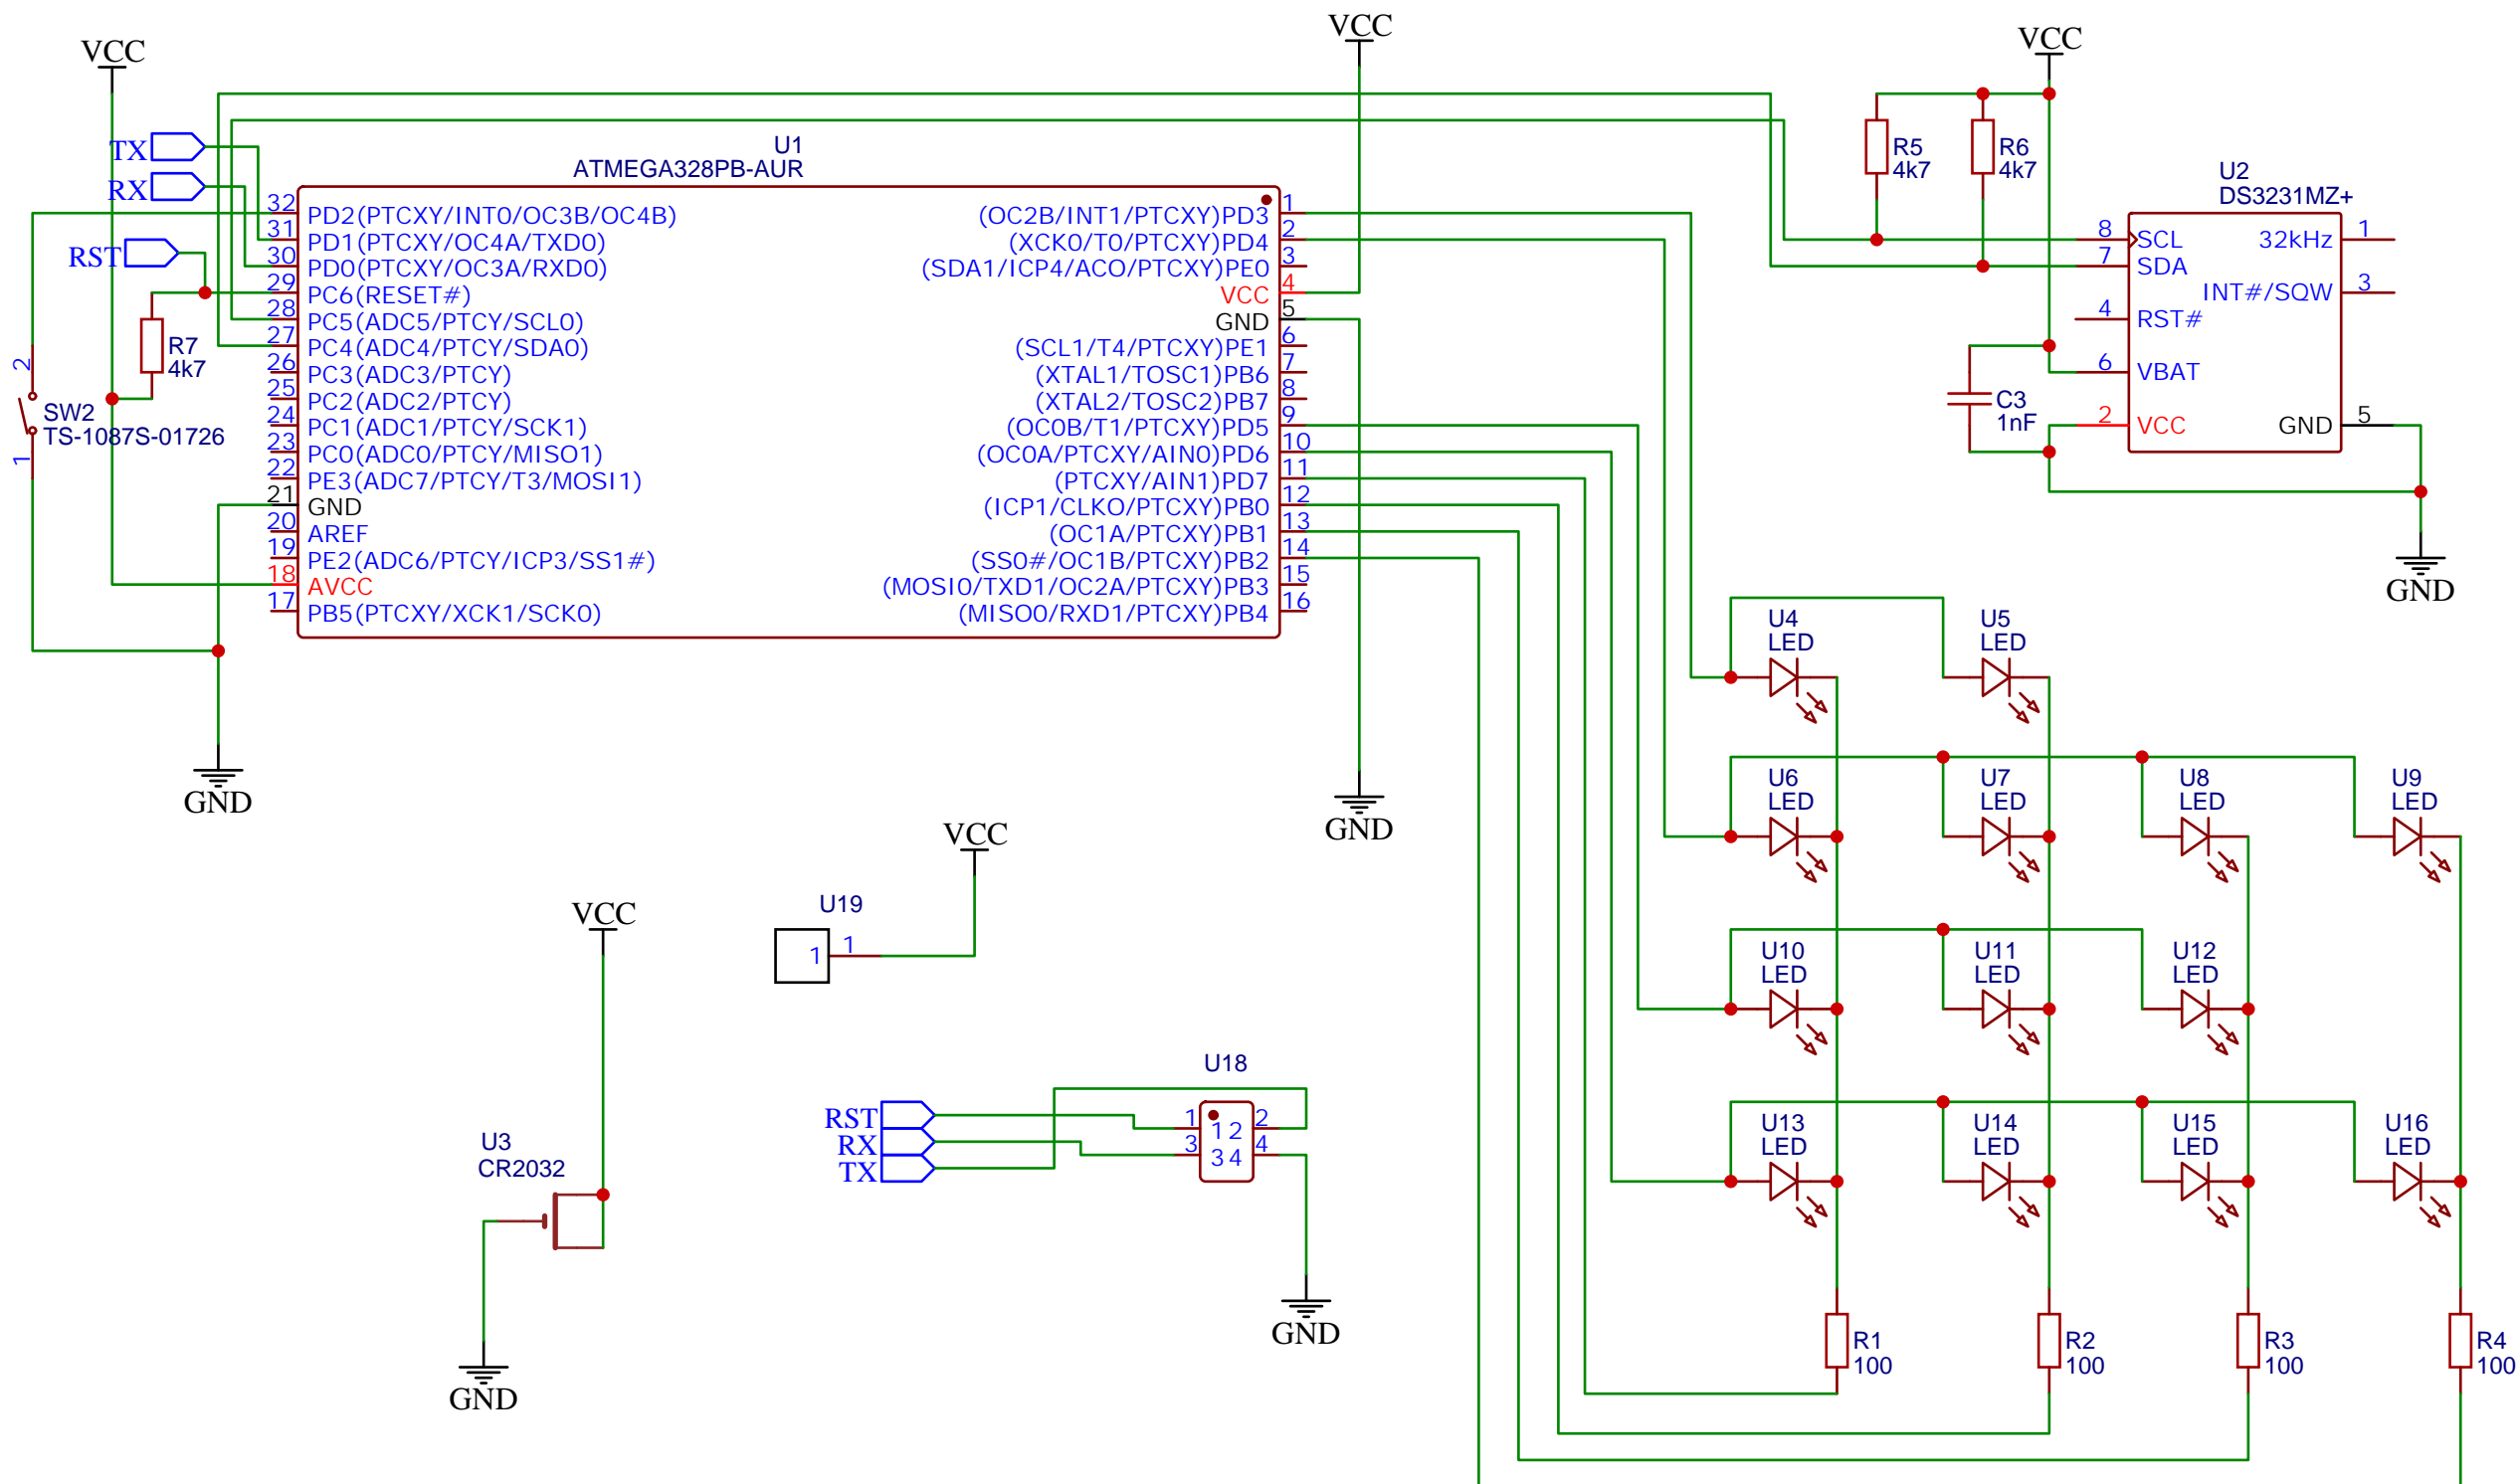 VCC
VCC
VCC
TX
RX
RST
U1
ATMEGA328PB-AUR
32 PD2(PTCXY/INT0/OC3B/OC4B)
31 PD1(PTCXY/OC4A/TXD0)
30 PD0(PTCXY/OC3A/RXD0)
29 PC6(RESET#)
28 PC5(ADC5/PTCY/SCL0)
27 PC4(ADC4/PTCY/SDA0)
26 PC3(ADC3/PTCY)
25 PC2(ADC2/PTCY)
24 PC1(ADC1/PTCY/SCK1)
23 PC0(ADC0/PTCY/MISO1)
22 PE3(ADC7/PTCY/T3/MOSI1)
21 GND
20 AREF
19 PE2(ADC6/PTCY/ICP3/SS1#)
18 AVCC
17 PB5(PTCXY/XCK1/SCK0)
(OC2B/INT1/PTCXY)PD3 1
(XCK0/T0/PTCXY)PD4 2
(SDA1/ICP4/ACO/PTCXY)PE0 3
VCC 4
GND 5
(SCL1/T4/PTCXY)PE1 6
(XTAL1/TOSC1)PB6 7
(XTAL2/TOSC2)PB7 8
(OC0B/T1/PTCXY)PD5 9
(OC0A/PTCXY/AIN0)PD6 10
(PTCXY/AIN1)PD7 11
(ICP1/CLKO/PTCXY)PB0 12
(OC1A/PTCXY)PB1 13
(SS0#/OC1B/PTCXY)PB2 14
(MOSI0/TXD1/OC2A/PTCXY)PB3 15
(MISO0/RXD1/PTCXY)PB4 16
R7
4k7
2
SW2
TS-1087S-01726
1
GND
GND
R5
4k7
R6
4k7
U2
DS3231MZ+
8 SCL
7 SDA
4 RST#
6 VBAT
2 VCC
32kHz 1
INT#/SQW 3
GND 5
C3
1nF
GND
U4
LED
U5
LED
U6
LED
U7
LED
U8
LED
U9
LED
U10
LED
U11
LED
U12
LED
U13
LED
U14
LED
U15
LED
U16
LED
R1
100
R2
100
R3
100
R4
100
VCC
U19
1 1
VCC
U3
CR2032
GND
U18
RST
RX
TX
1 1 2 2
3 3 4 4
GND